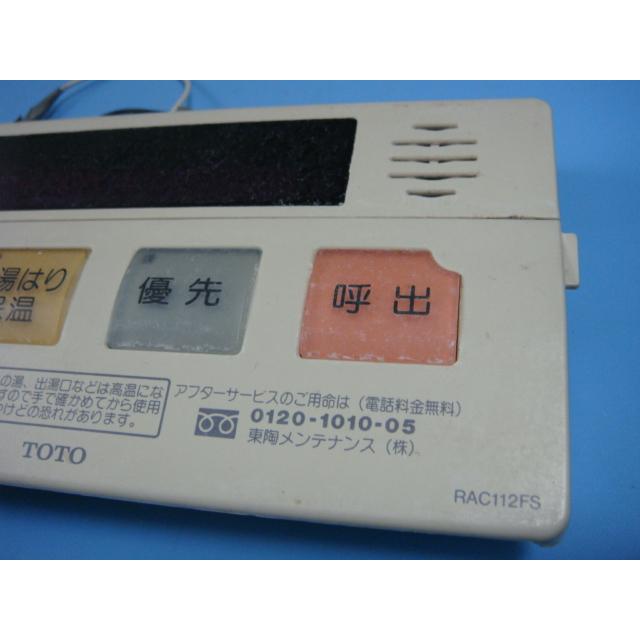 湯はり
保温
優先
呼出
の湯、出湯口などは高温にな
ずので手で確かめてから使用
やけどの恐れがあります。
アフターサービスのご用命は（電話料金無料）
0120-1010-05
東陶メンテナンス（株）
TOTO
RAC112FS